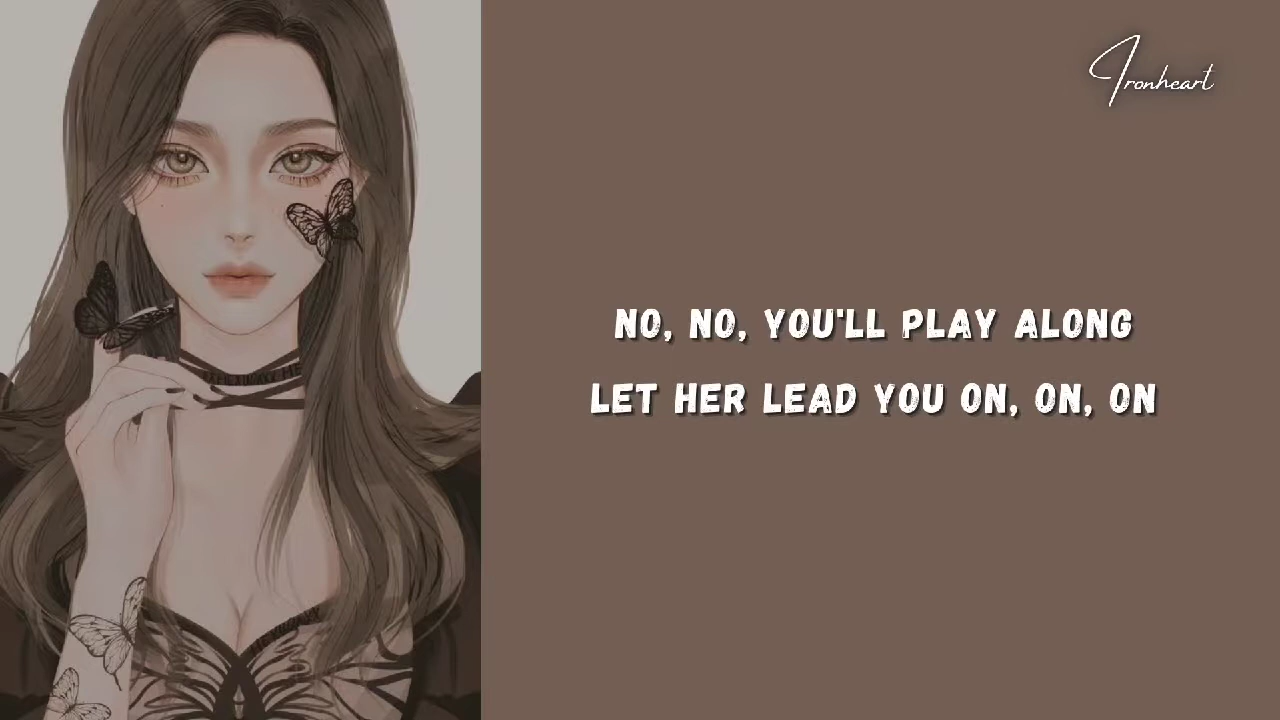 Ironheart
NO, NO, YOU'LL PLAY ALONG
LET HER LEAD YOU ON, ON, ON